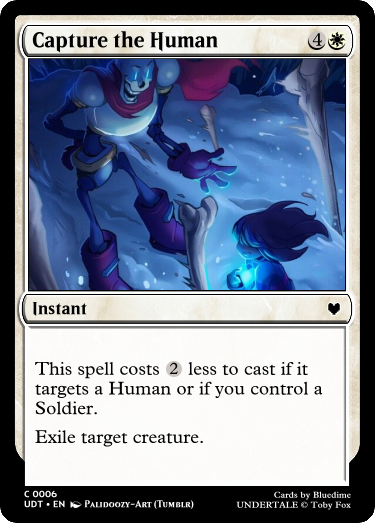 Capture the Human 4
Instant
This spell costs 2 less to cast if it
targets a Human or if you control a
Soldier.
Exile target creature.
C 0006 Cards by Bluedime
UDT • EN Palidoozy-Art (Tumblr) UNDERTALE © Toby Fox